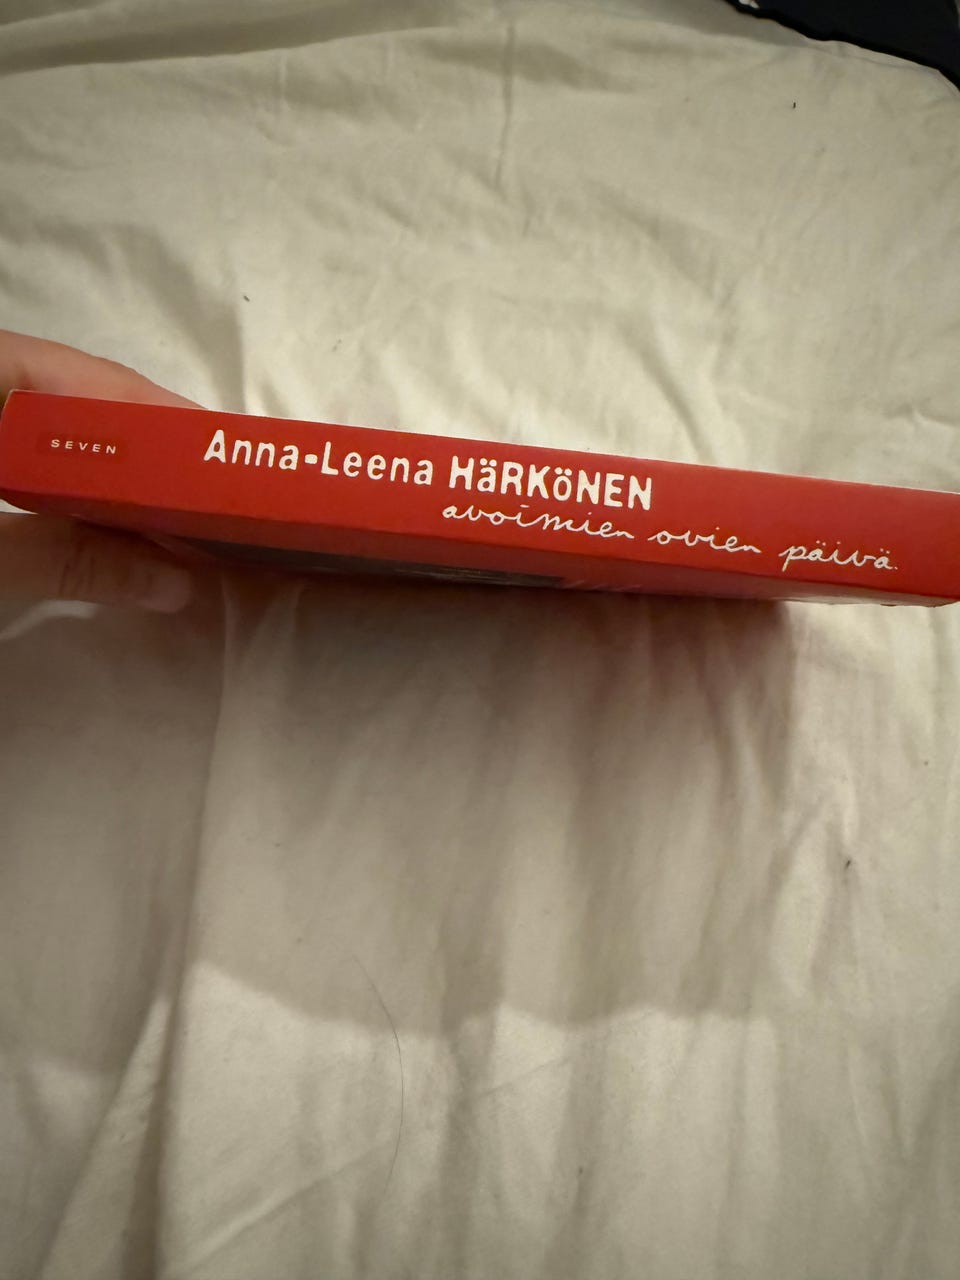 SEVEN
Anna-Leena HäRKöNEN
avoimien ovien päivä.